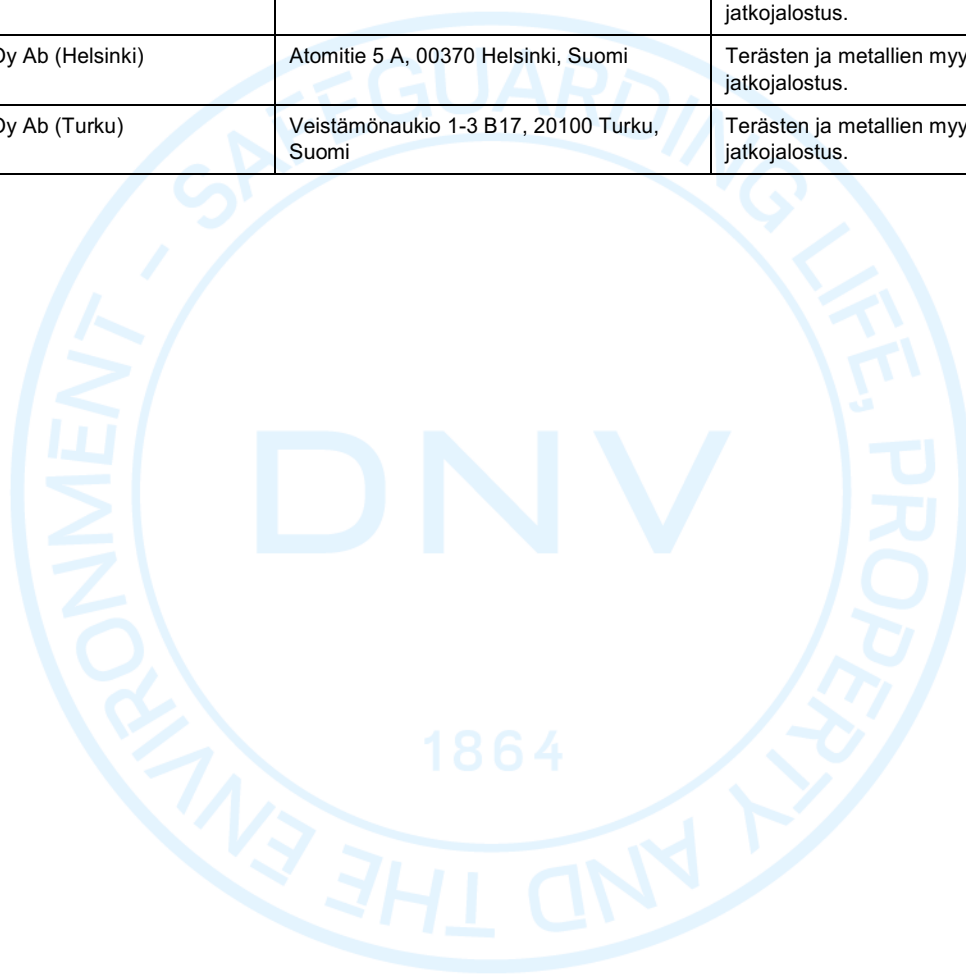 jatkojalostus.
Oy Ab (Helsinki)
Atomitie 5 A, 00370 Helsinki, Suomi
Terästen ja metallien myy
jatkojalostus.
Oy Ab (Turku)
Veistämönaukio 1-3 B17, 20100 Turku,
Suomi
Terästen ja metallien myy
jatkojalostus.
SAFEGUARDING LIFE, PROPERTY AND THE ENVIRONMENT -
DNV
1864